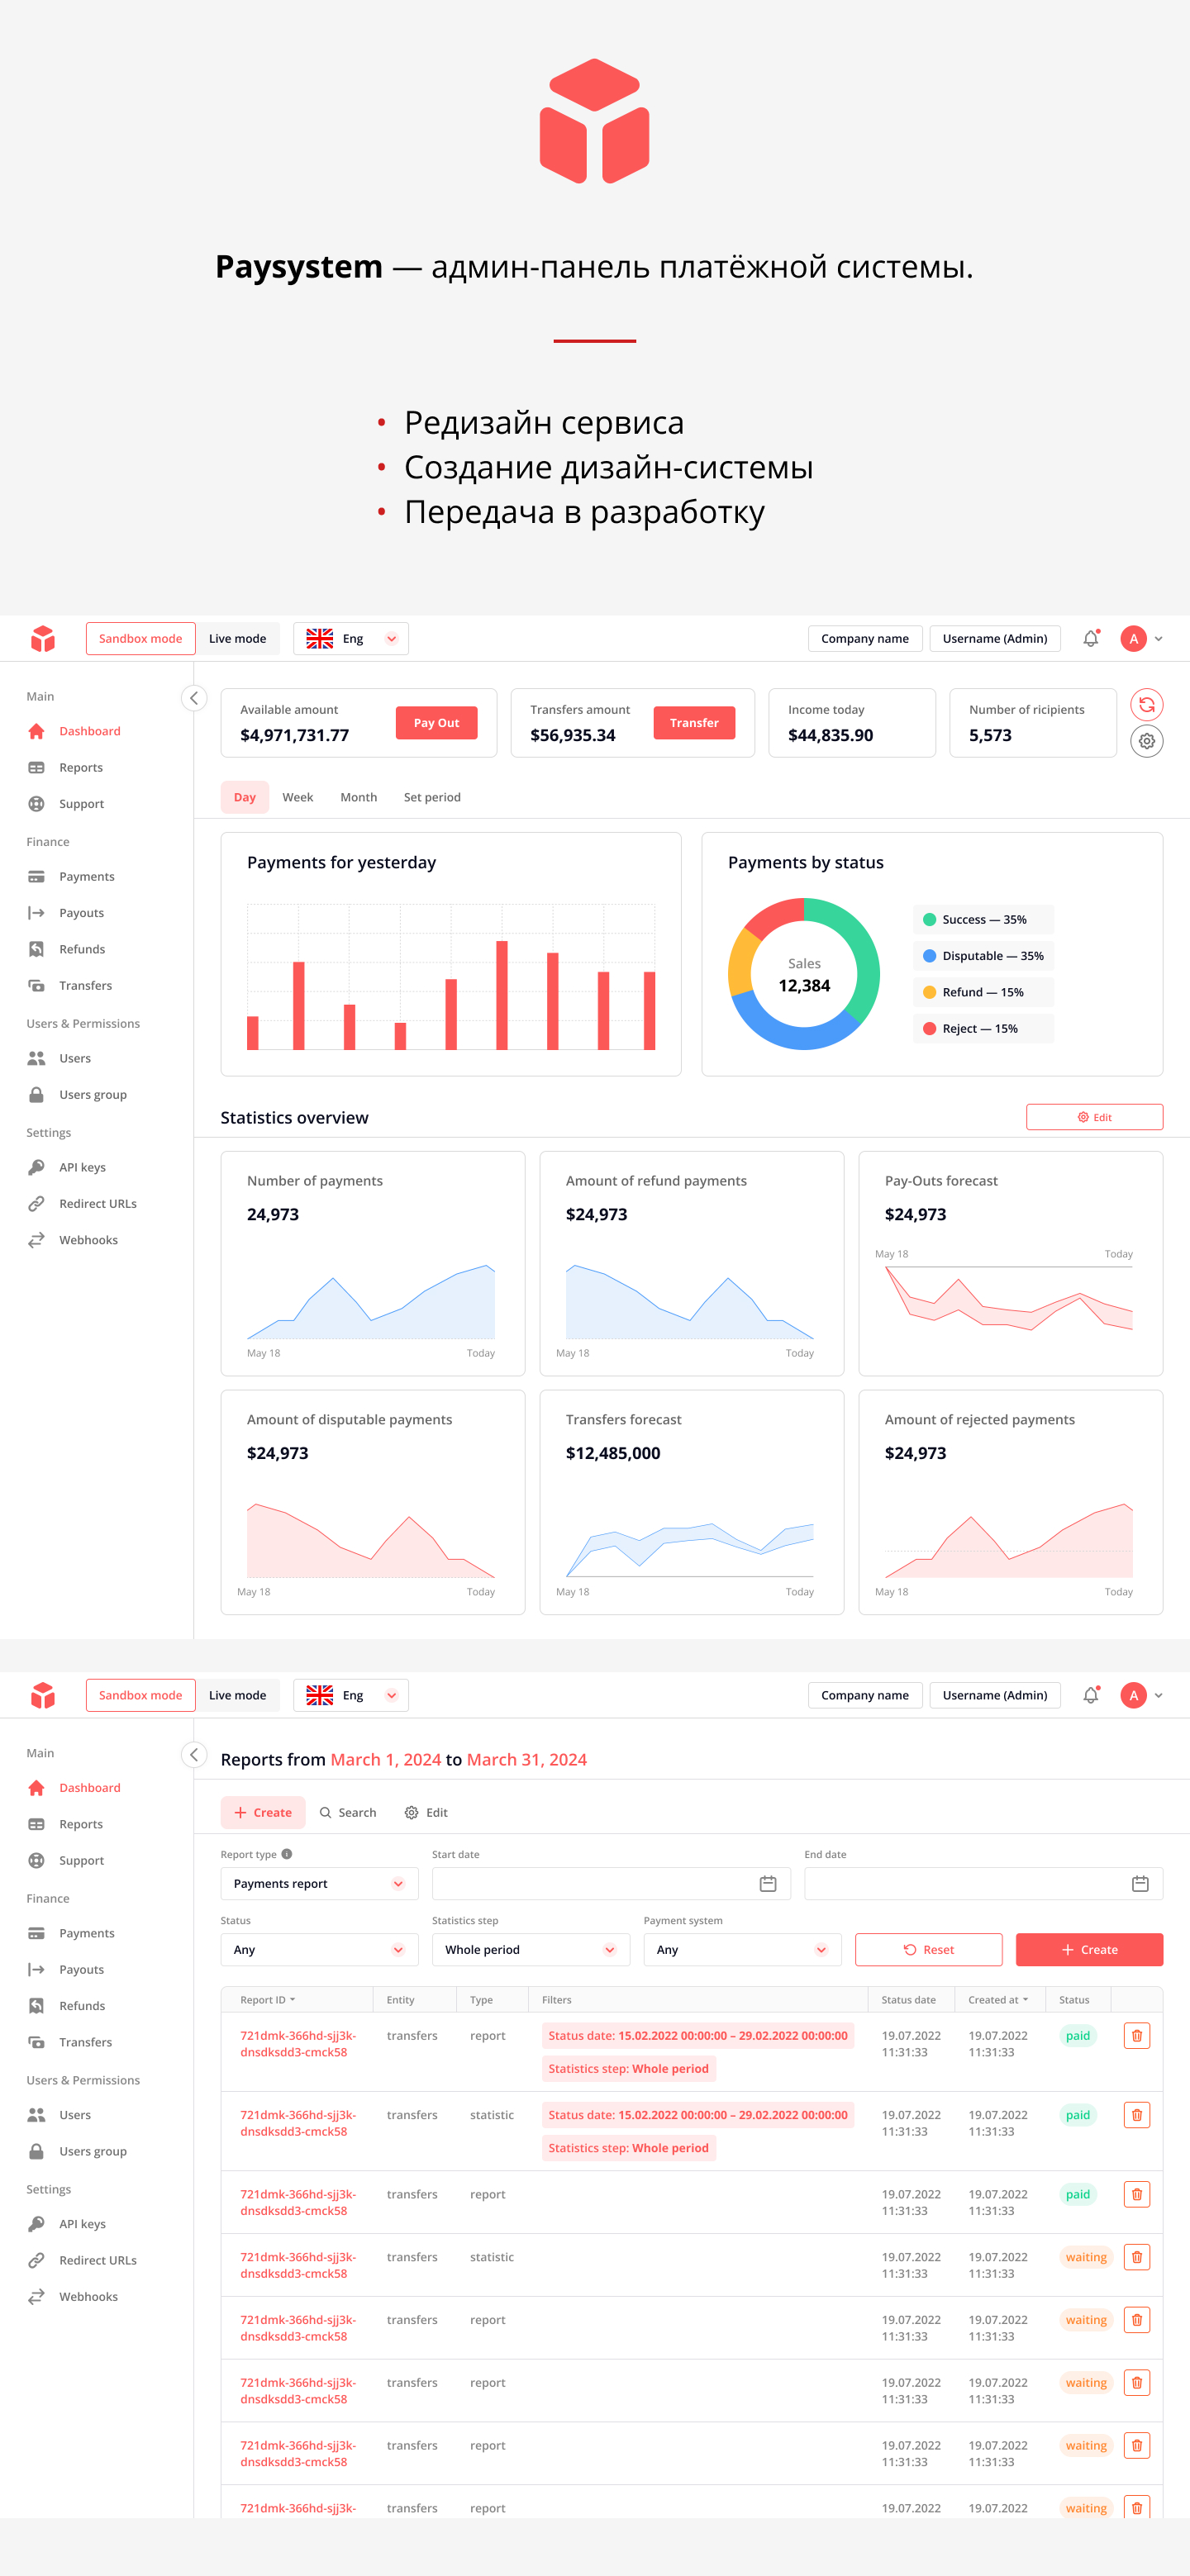 Paysystem — админ-панель платёжной системы.
• Редизайн сервиса
• Создание дизайн-системы
• Передача в разработку
Sandbox mode Live mode Eng Company name Username (Admin) A
Main
Dashboard
Reports
Support
Finance
Payments
Payouts
Refunds
Transfers
Users & Permissions
Users
Users group
Settings
API keys
Redirect URLs
Webhooks
Available amount
$4,971,731.77
Pay Out
Transfers amount
$56,935.34
Transfer
Income today
$44,835.90
Number of ricipients
5,573
Day Week Month Set period
Payments for yesterday
Payments by status
Sales
12,384
Success — 35%
Disputable — 35%
Refund — 15%
Reject — 15%
Statistics overview
Edit
Number of payments
24,973
May 18 Today
Amount of refund payments
$24,973
May 18 Today
Pay-Outs forecast
$24,973
May 18 Today
Amount of disputable payments
$24,973
May 18 Today
Transfers forecast
$12,485,000
May 18 Today
Amount of rejected payments
$24,973
May 18 Today
Sandbox mode Live mode Eng Company name Username (Admin) A
Main
Dashboard
Reports
Support
Finance
Payments
Payouts
Refunds
Transfers
Users & Permissions
Users
Users group
Settings
API keys
Redirect URLs
Webhooks
Reports from March 1, 2024 to March 31, 2024
Create Search Edit
Report type Start date End date
Payments report
Status Statistics step Payment system
Any Whole period Any Reset Create
Report ID Entity Type Filters Status date Created at Status
721dmk-366hd-sjj3k- transfers report Status date: 15.02.2022 00:00:00 – 29.02.2022 00:00:00 19.07.2022 19.07.2022 paid
dnsdksdd3-cmck58 11:31:33 11:31:33
Statistics step: Whole period
721dmk-366hd-sjj3k- transfers statistic Status date: 15.02.2022 00:00:00 – 29.02.2022 00:00:00 19.07.2022 19.07.2022 paid
dnsdksdd3-cmck58 11:31:33 11:31:33
Statistics step: Whole period
721dmk-366hd-sjj3k- transfers report 19.07.2022 19.07.2022 paid
dnsdksdd3-cmck58 11:31:33 11:31:33
721dmk-366hd-sjj3k- transfers statistic 19.07.2022 19.07.2022 waiting
dnsdksdd3-cmck58 11:31:33 11:31:33
721dmk-366hd-sjj3k- transfers report 19.07.2022 19.07.2022 waiting
dnsdksdd3-cmck58 11:31:33 11:31:33
721dmk-366hd-sjj3k- transfers report 19.07.2022 19.07.2022 waiting
dnsdksdd3-cmck58 11:31:33 11:31:33
721dmk-366hd-sjj3k- transfers report 19.07.2022 19.07.2022 waiting
dnsdksdd3-cmck58 11:31:33 11:31:33
721dmk-366hd-sjj3k- transfers report 19.07.2022 19.07.2022 waiting